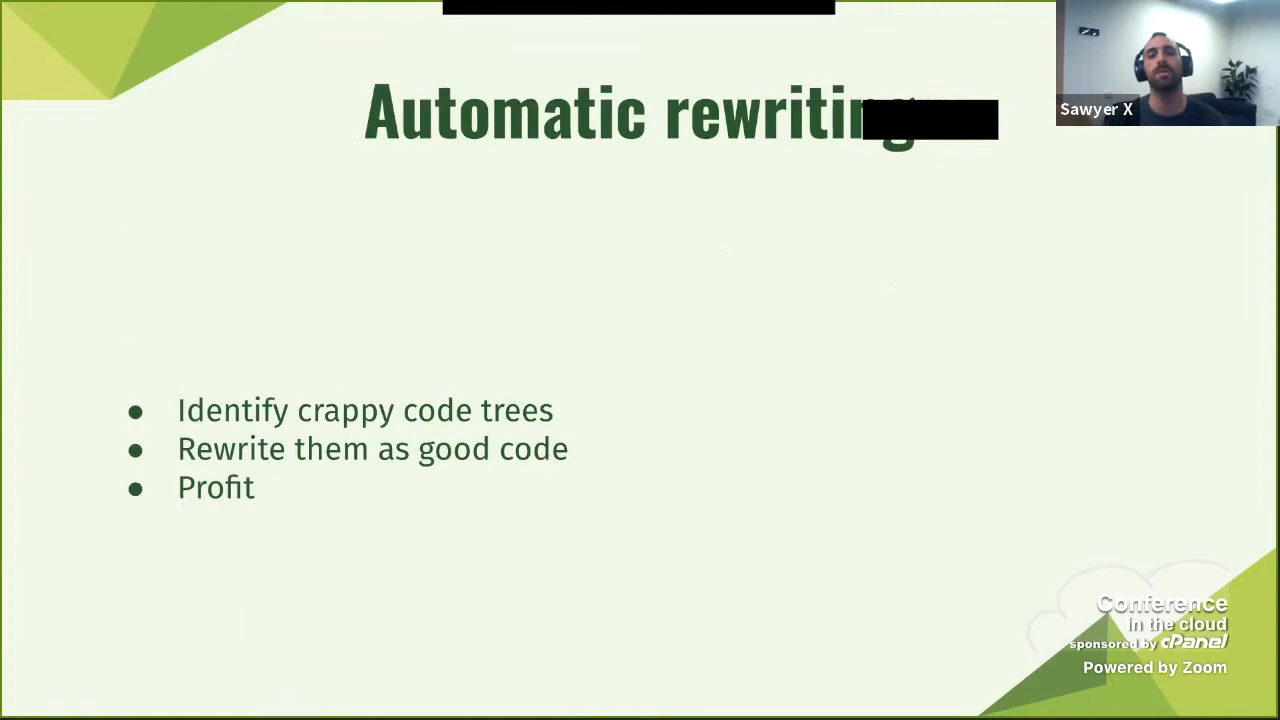 Automatic rewriting
Sawyer X
● Identify crappy code trees
● Rewrite them as good code
● Profit
Conference
in the cloud
sponsored by cPanel
Powered by Zoom